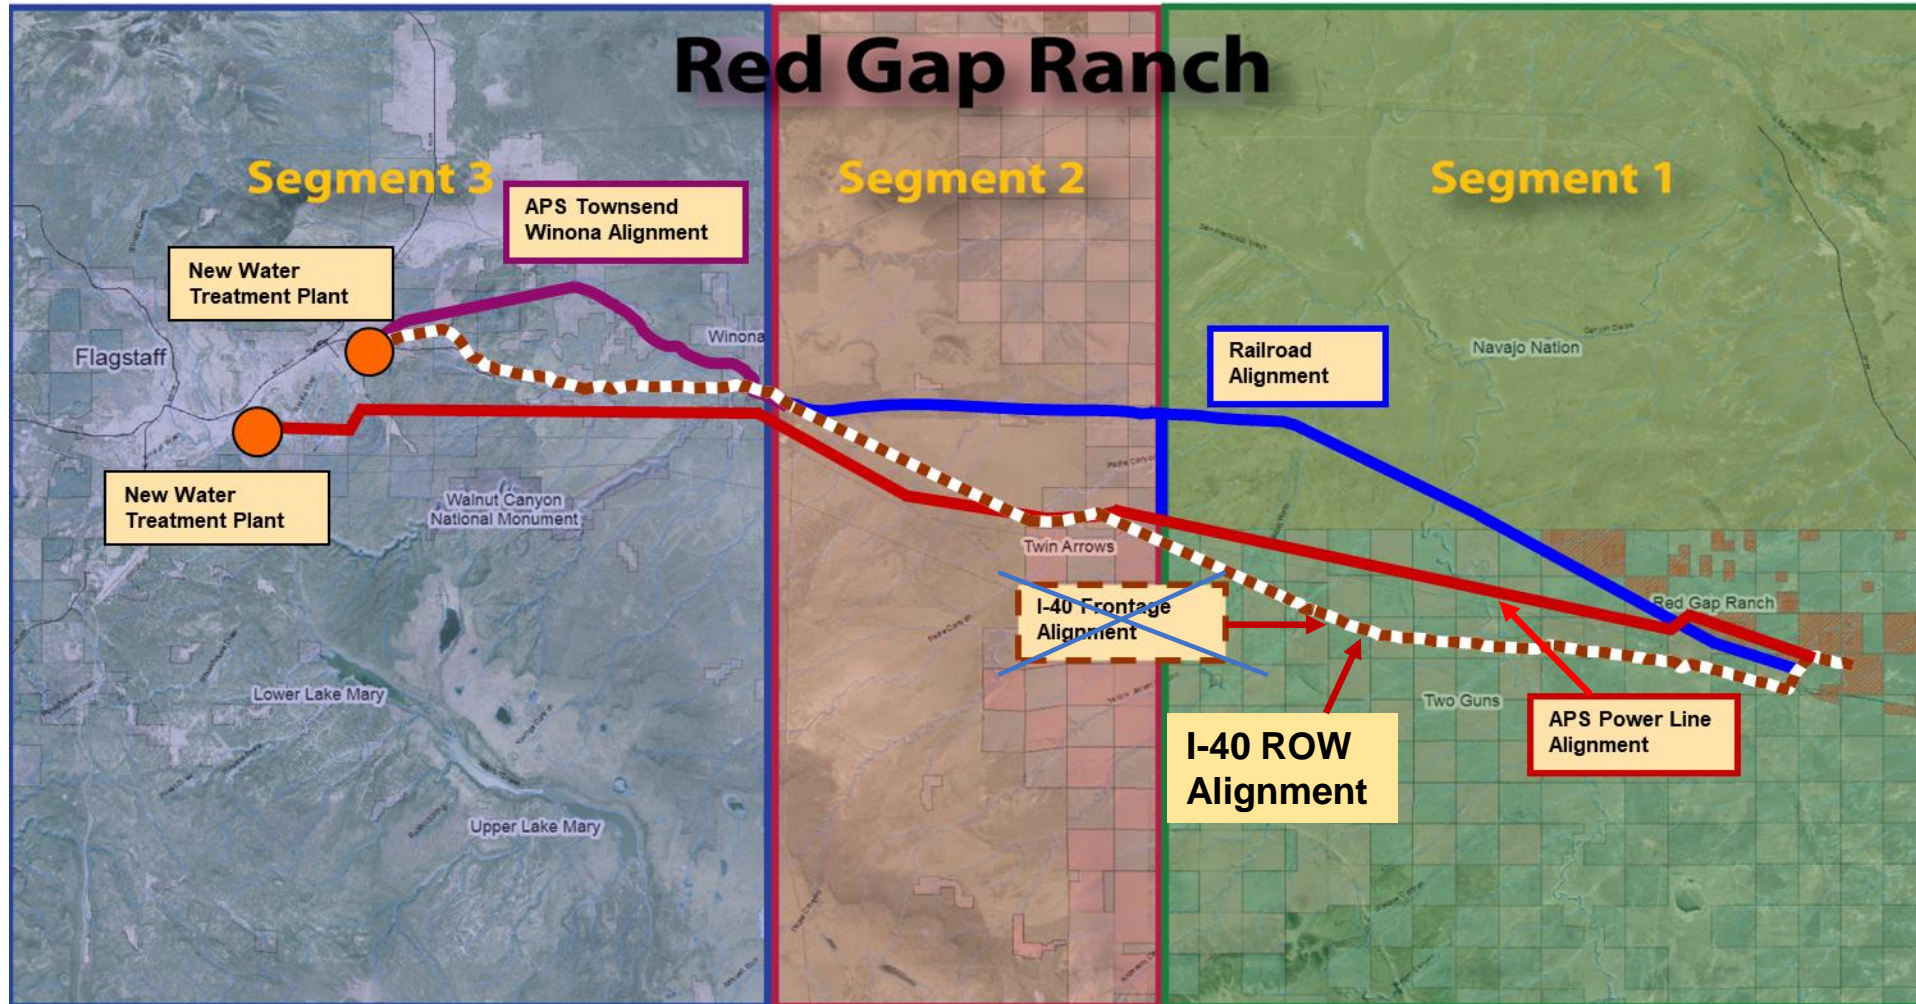 Red Gap Ranch
Segment 3
Segment 2
Segment 1
APS Townsend
Winona Alignment
New Water
Treatment Plant
Winona
Flagstaff
Railroad
Alignment
Navajo Nation
New Water
Treatment Plant
Walnut Canyon
National Monument
Twin Arrows
I-40 Frontage
Alignment
Red Gap Ranch
Two Guns
I-40 ROW
Alignment
APS Power Line
Alignment
Lower Lake Mary
Upper Lake Mary